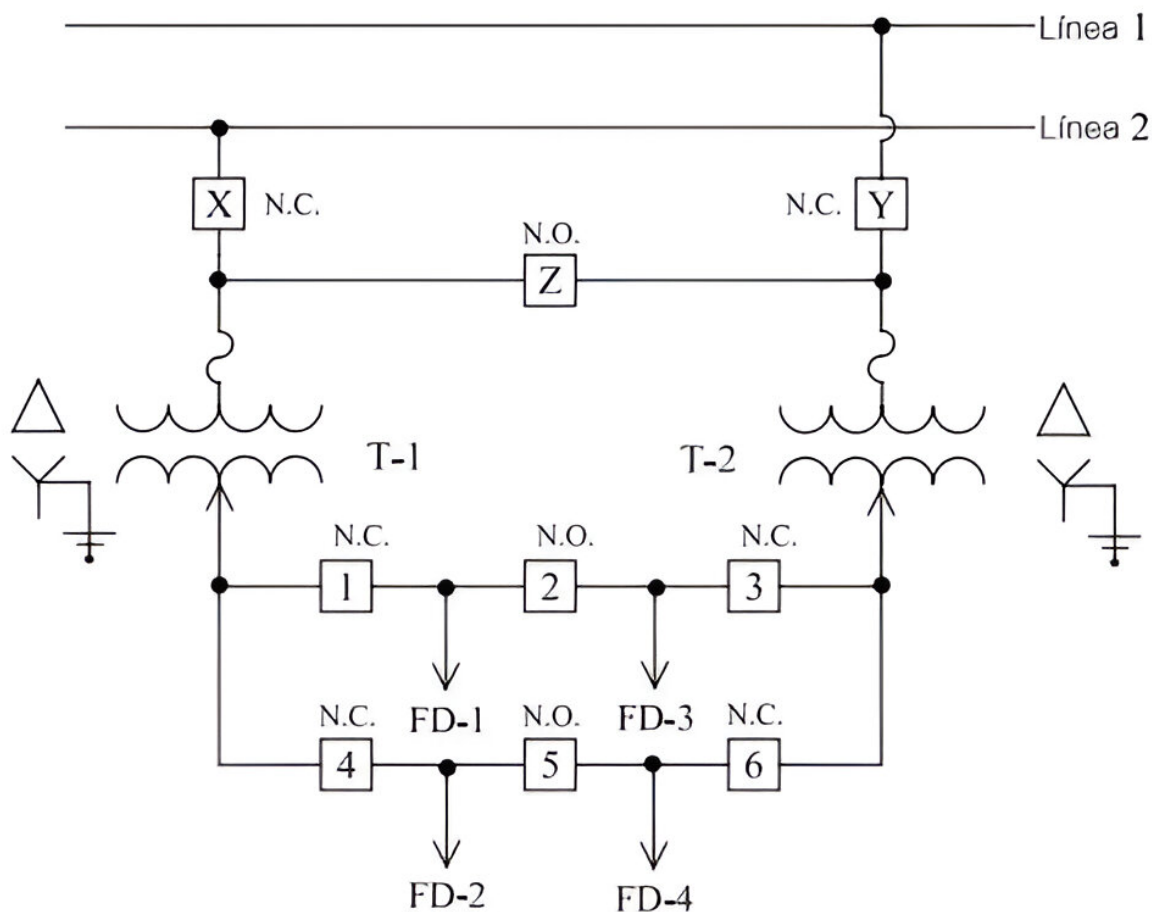 Línea 1
Línea 2
X N.C.
N.C. Y
N.O.
Z
T-1
T-2
N.C.
N.O.
N.C.
1
2
3
FD-1
FD-3
N.C.
N.O.
N.C.
4
5
6
FD-2
FD-4